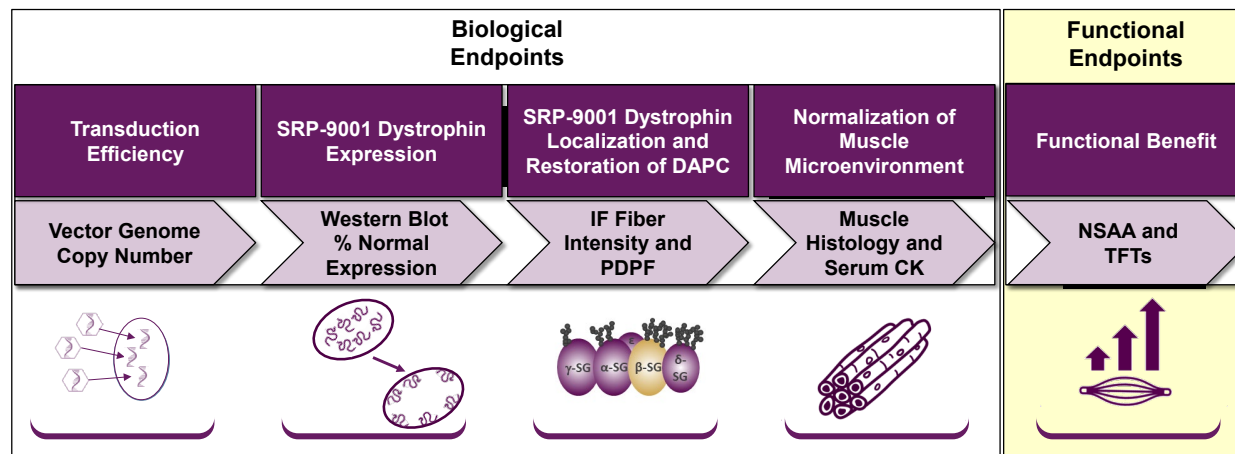 Biological
Endpoints
Functional
Endpoints
Transduction
Efficiency
SRP-9001 Dystrophin
Expression
SRP-9001 Dystrophin
Localization and
Restoration of DAPC
Normalization of
Muscle
Microenvironment
Functional Benefit
Vector Genome
Copy Number
Western Blot
% Normal
Expression
IF Fiber
Intensity and
PDPF
Muscle
Histology and
Serum CK
NSAA and
TFTs
γ-SG
α-SG
ε
β-SG
δ-
SG